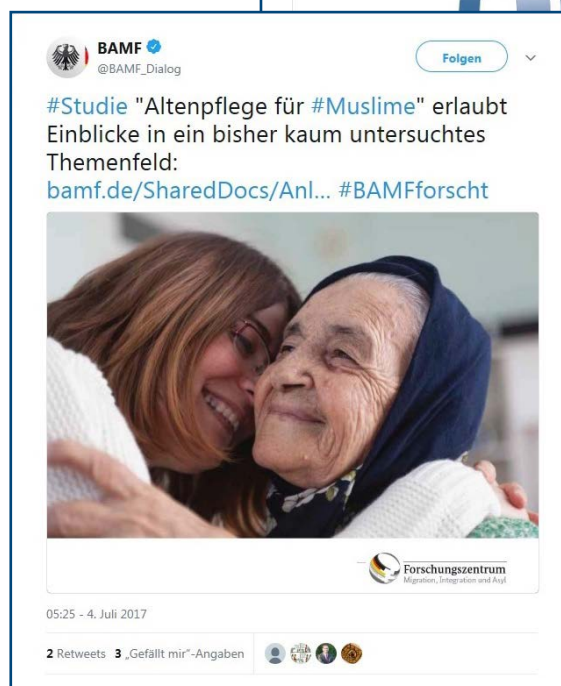 BAMF
@BAMF_Dialog
Folgen
#Studie "Altenpflege für #Muslime" erlaubt
Einblicke in ein bisher kaum untersuchtes
Themenfeld:
bamf.de/SharedDocs/Anl... #BAMFforscht
Forschungszentrum
Migration, Integration und Asyl
05:25 - 4. Juli 2017
2 Retweets 3 „Gefällt mir“-Angaben